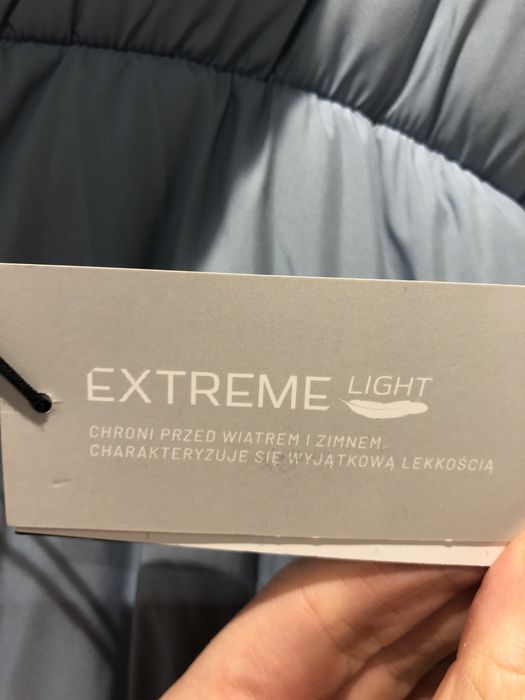 EXTREME LIGHT
CHRONI PRZED WIATREM I ZIMNEM.
CHARAKTERYZUJE SIĘ WYJĄTKOWĄ LEKKOŚCIĄ